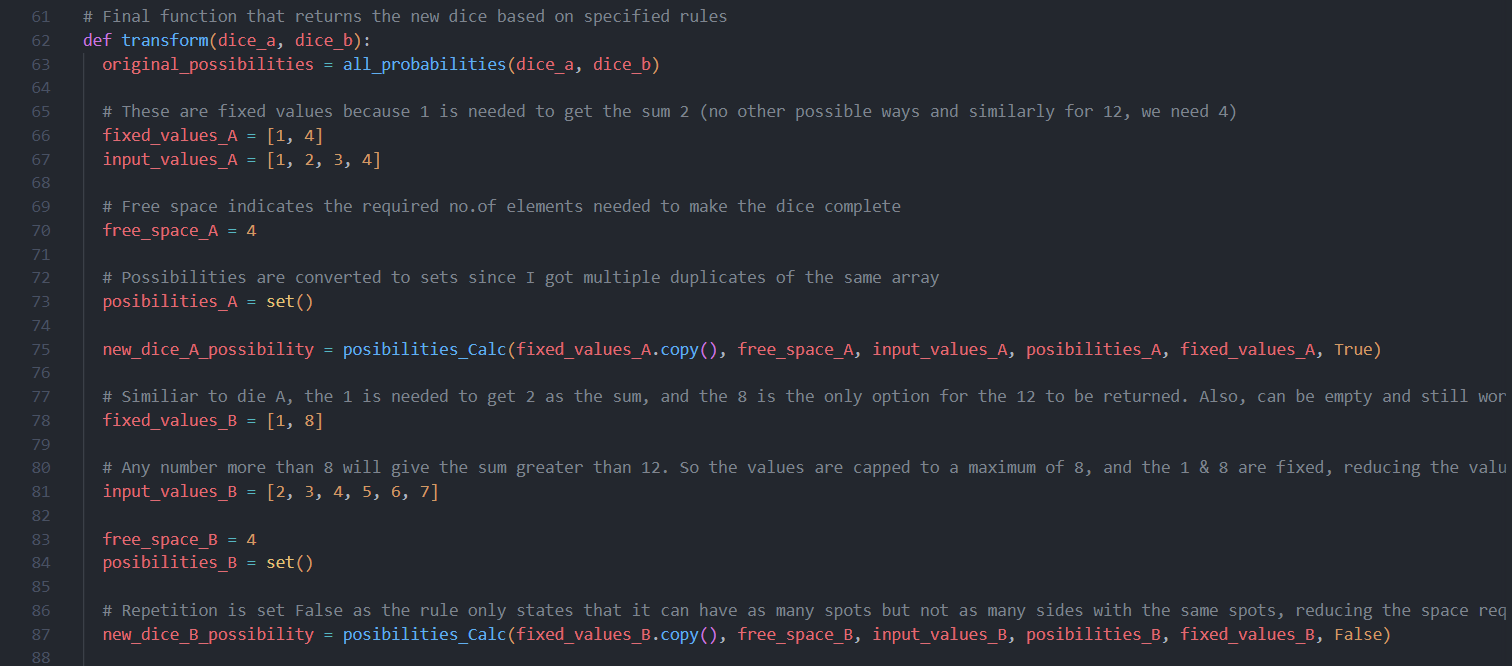 61 # Final function that returns the new dice based on specified rules
62 def transform(dice_a, dice_b):
63 original_possibilities = all_probabilities(dice_a, dice_b)
64
65 # These are fixed values because 1 is needed to get the sum 2 (no other possible ways and similarly for 12, we need 4)
66 fixed_values_A = [1, 4]
67 input_values_A = [1, 2, 3, 4]
68
69 # Free space indicates the required no.of elements needed to make the dice complete
70 free_space_A = 4
71
72 # Possibilities are converted to sets since I got multiple duplicates of the same array
73 posibilities_A = set()
74
75 new_dice_A_possibility = posibilities_Calc(fixed_values_A.copy(), free_space_A, input_values_A, posibilities_A, fixed_values_A, True)
76
77 # Similiar to die A, the 1 is needed to get 2 as the sum, and the 8 is the only option for the 12 to be returned. Also, can be empty and still wor
78 fixed_values_B = [1, 8]
79
80 # Any number more than 8 will give the sum greater than 12. So the values are capped to a maximum of 8, and the 1 & 8 are fixed, reducing the valu
81 input_values_B = [2, 3, 4, 5, 6, 7]
82
83 free_space_B = 4
84 posibilities_B = set()
85
86 # Repetition is set False as the rule only states that it can have as many spots but not as many sides with the same spots, reducing the space req
87 new_dice_B_possibility = posibilities_Calc(fixed_values_B.copy(), free_space_B, input_values_B, posibilities_B, fixed_values_B, False)
88